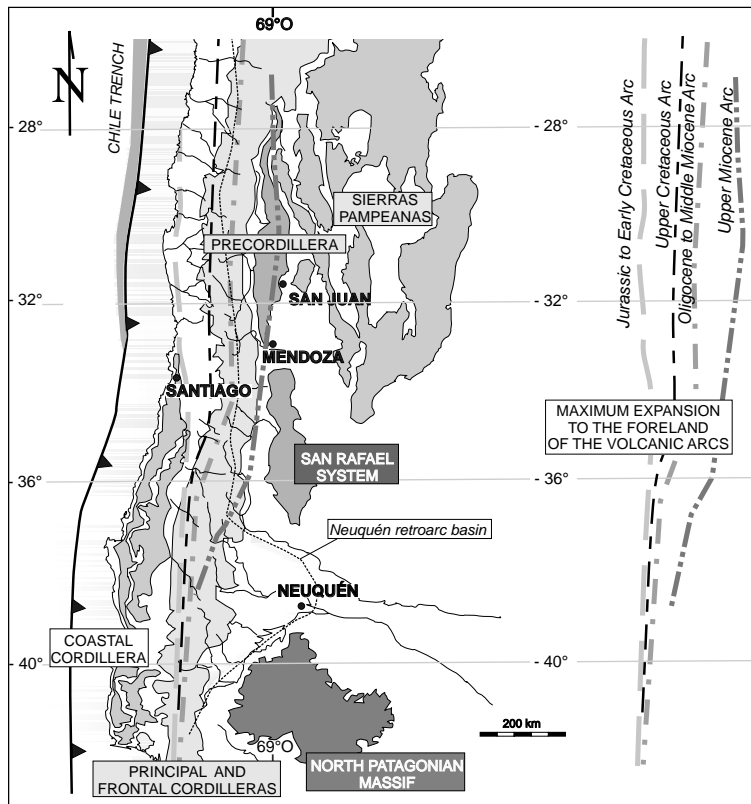 69°O
N
CHILE TRENCH
- 28°
- 32°
- 36°
- 40°
SIERRAS
PAMPEANAS
PRECORDILLERA
SAN JUAN
MENDOZA
SANTIAGO
SAN RAFAEL
SYSTEM
Neuquén retroarc basin
NEUQUÉN
COASTAL
CORDILLERA
PRINCIPAL AND
FRONTAL CORDILLERAS
69°O
NORTH PATAGONIAN
MASSIF
200 km
- 28°
- 32°
- 36°
- 40°
Jurassic to Early Cretaceous Arc
Upper Cretaceous Arc
Oligocene to Middle Miocene Arc
Upper Miocene Arc
MAXIMUM EXPANSION
TO THE FORELAND
OF THE VOLCANIC ARCS